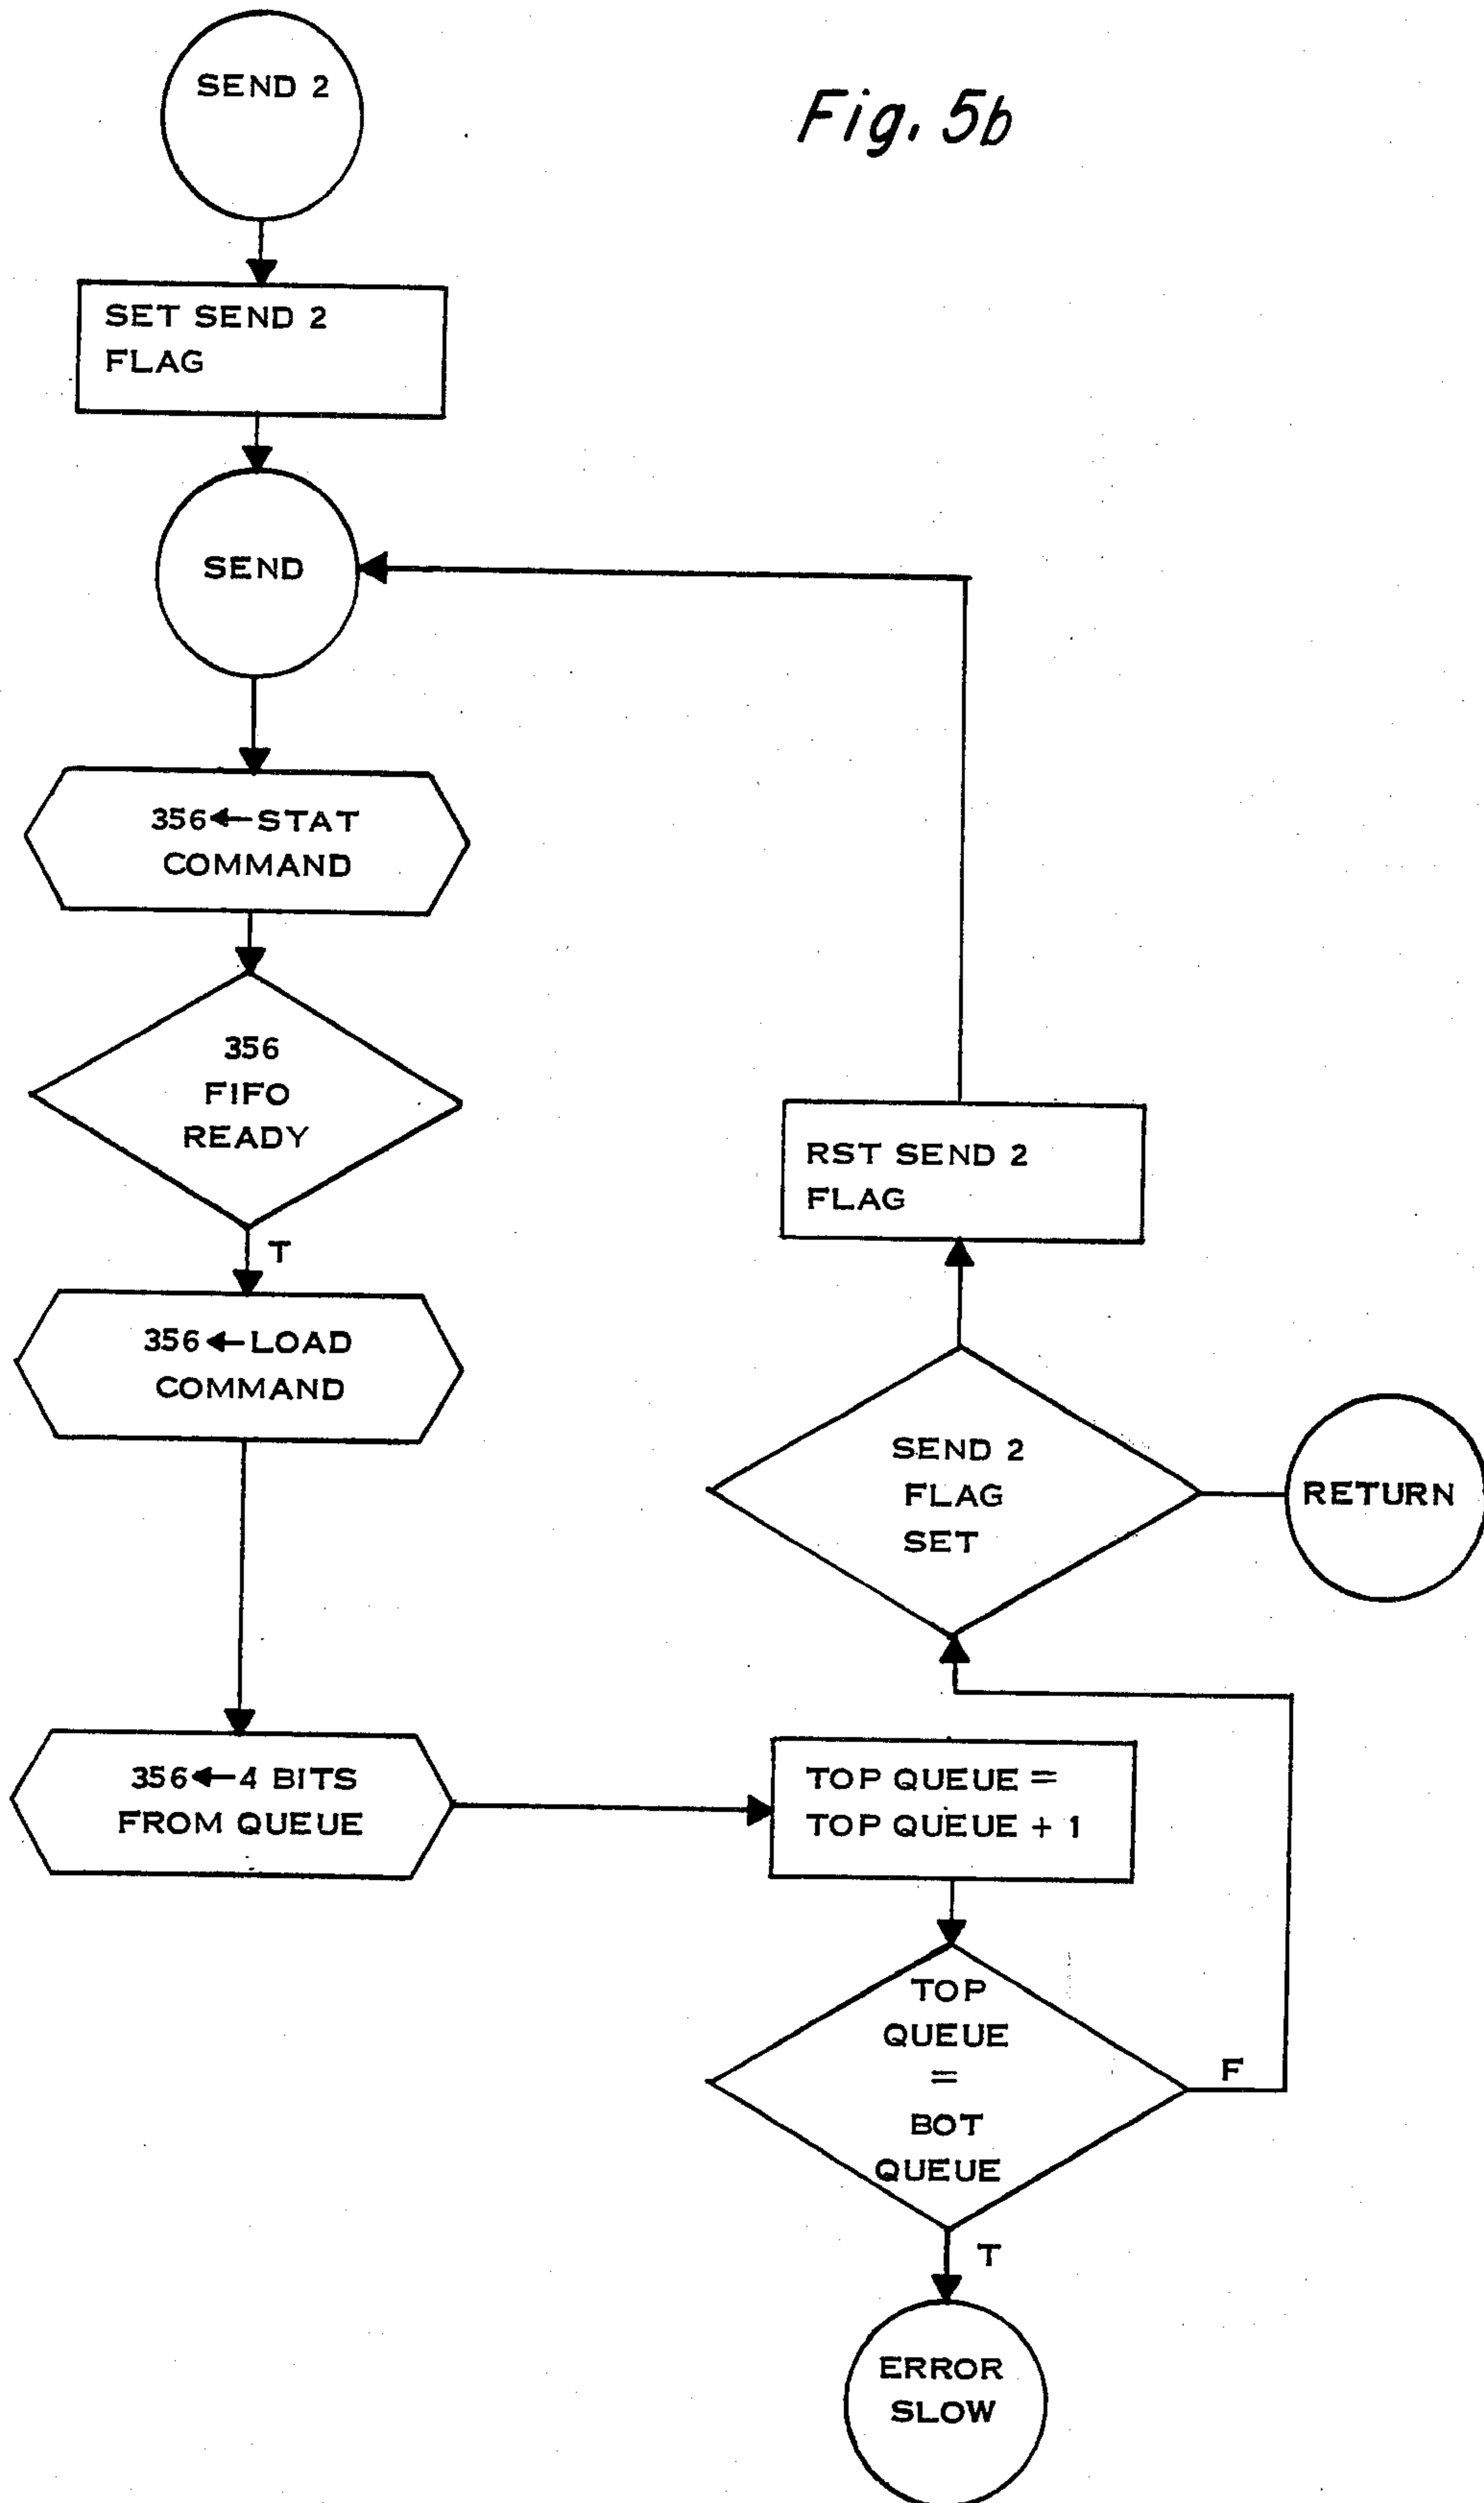 Fig. 5b
SEND 2
SET SEND 2
FLAG
SEND
356←STAT
COMMAND
356
FIFO
READY
T
356←LOAD
COMMAND
356←4 BITS
FROM QUEUE
TOP QUEUE =
TOP QUEUE + 1
TOP
QUEUE
=
BOT
QUEUE
F
T
ERROR
SLOW
SEND 2
FLAG
SET
RETURN
RST SEND 2
FLAG